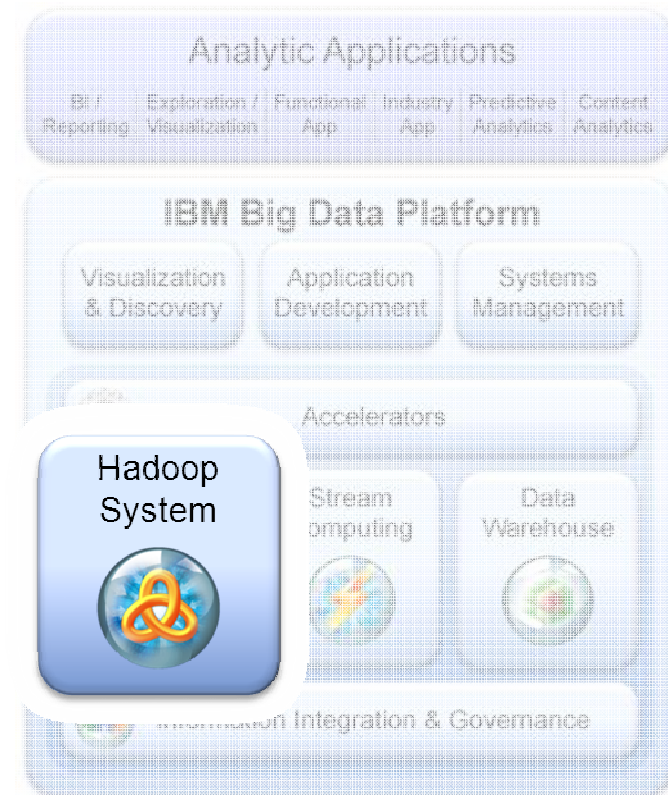 Analytic Applications
BI / Exploration / Functional Industry Predictive Content
Reporting Visualization App App Analytics Analytics
IBM Big Data Platform
Visualization Application Systems
& Discovery Development Management
Accelerators
Hadoop
System
Stream Data
omputing Warehouse
Information Integration & Governance